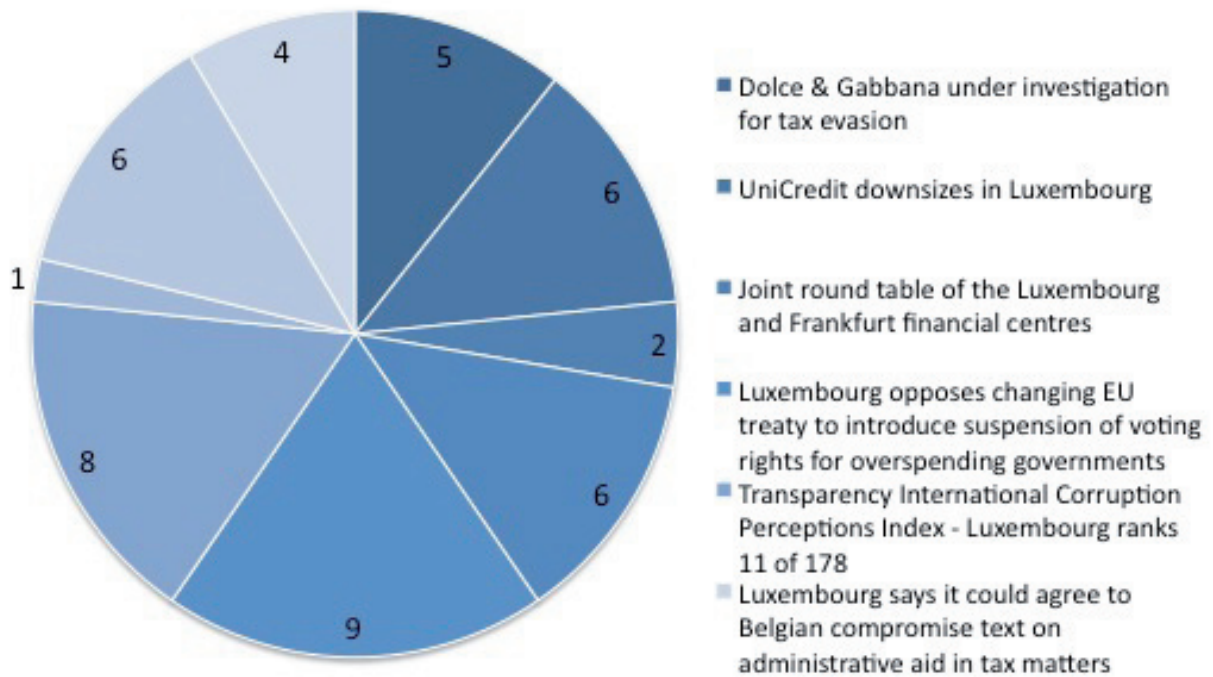 4
5
6
6
1
2
8
6
9
Dolce & Gabbana under investigation
for tax evasion
UniCredit downsizes in Luxembourg
Joint round table of the Luxembourg
and Frankfurt financial centres
Luxembourg opposes changing EU
treaty to introduce suspension of voting
rights for overspending governments
Transparency International Corruption
Perceptions Index - Luxembourg ranks
11 of 178
Luxembourg says it could agree to
Belgian compromise text on
administrative aid in tax matters